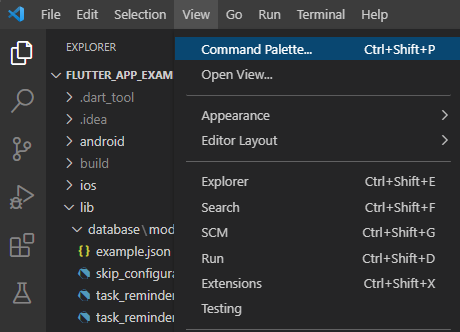 File Edit Selection View Go Run Terminal Help
EXPLORER
FLUTTER_APP_EXAM
.dart_tool
.idea
android
build
ios
lib
database\mod
example.json
skip_configura
task_reminder
task_reminder
Command Palette... Ctrl+Shift+P
Open View...
Appearance
Editor Layout
Explorer Ctrl+Shift+E
Search Ctrl+Shift+F
SCM Ctrl+Shift+G
Run Ctrl+Shift+D
Extensions Ctrl+Shift+X
Testing